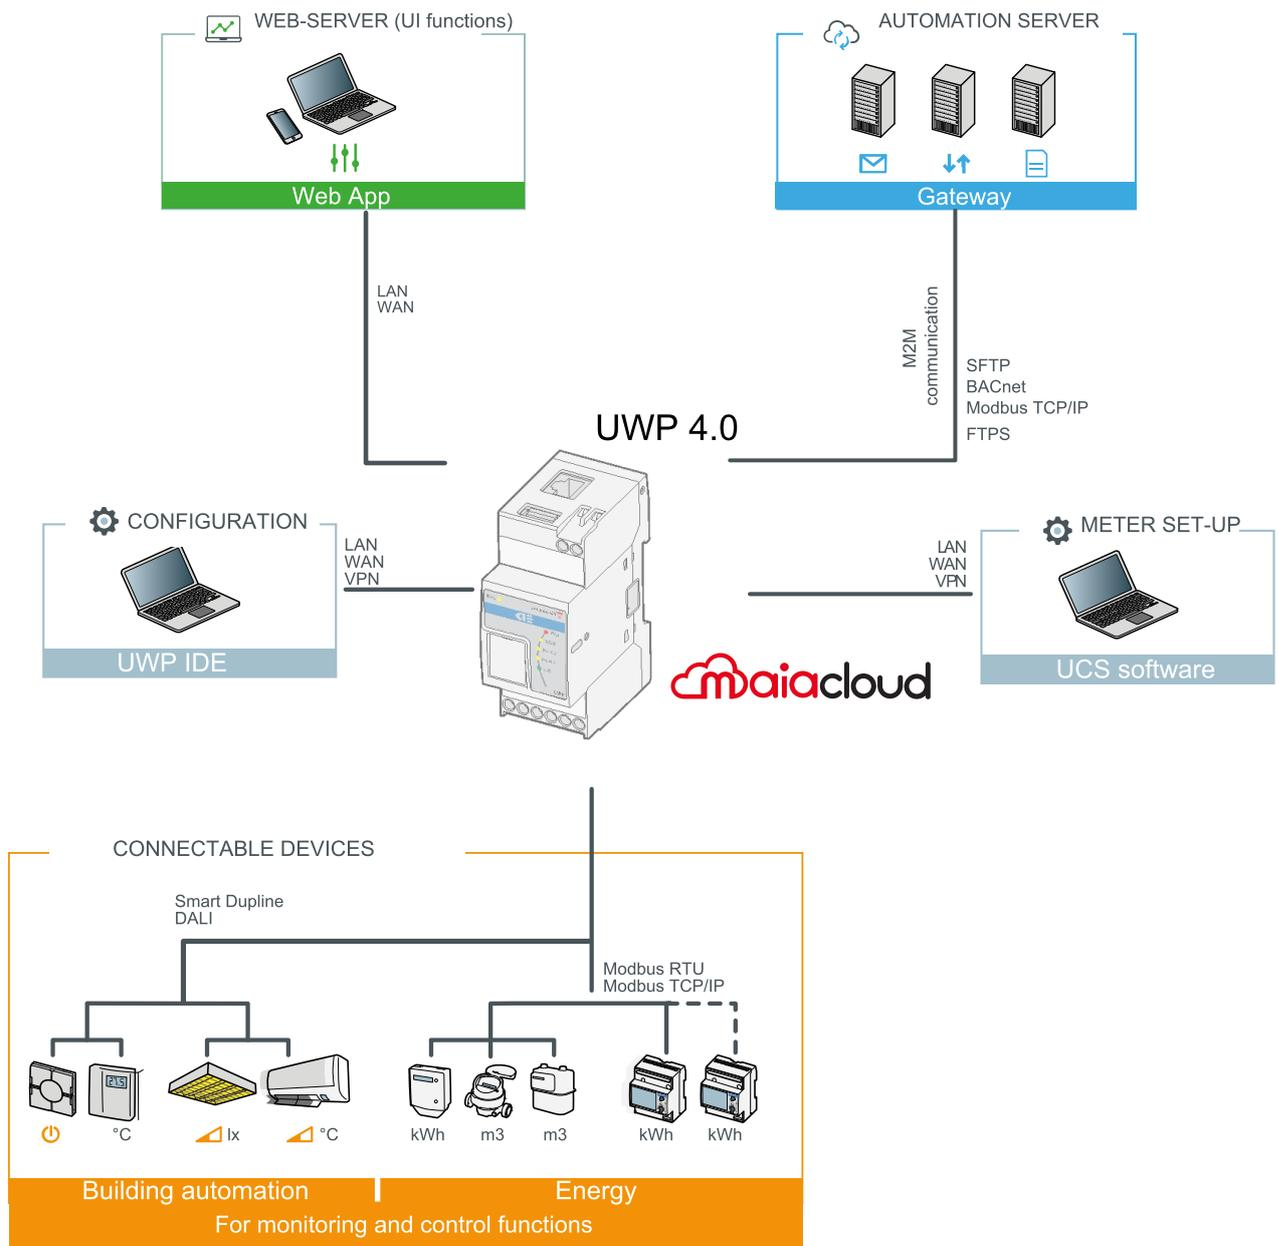 WEB-SERVER (UI functions)
Web App
AUTOMATION SERVER
Gateway
LAN
WAN
M2M
communication
SFTP
BACnet
Modbus TCP/IP
FTPS
UWP 4.0
CONFIGURATION
UWP IDE
LAN
WAN
VPN
LAN
WAN
VPN
METER SET-UP
UCS software
maiacloud
CONNECTABLE DEVICES
Smart Dupline
DALI
Modbus RTU
Modbus TCP/IP
°C
lx
°C
kWh
m3
m3
kWh
kWh
Building automation
Energy
For monitoring and control functions